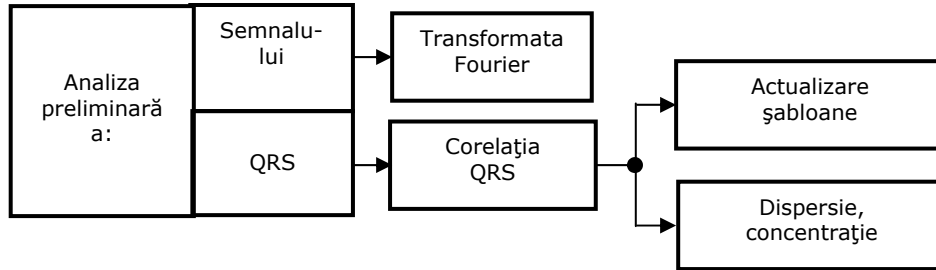 Analiza
preliminară
a:
Semnalu-
lui
QRS
Transformata
Fourier
Corelaţia
QRS
Actualizare
şabloane
Dispersie,
concentraţie